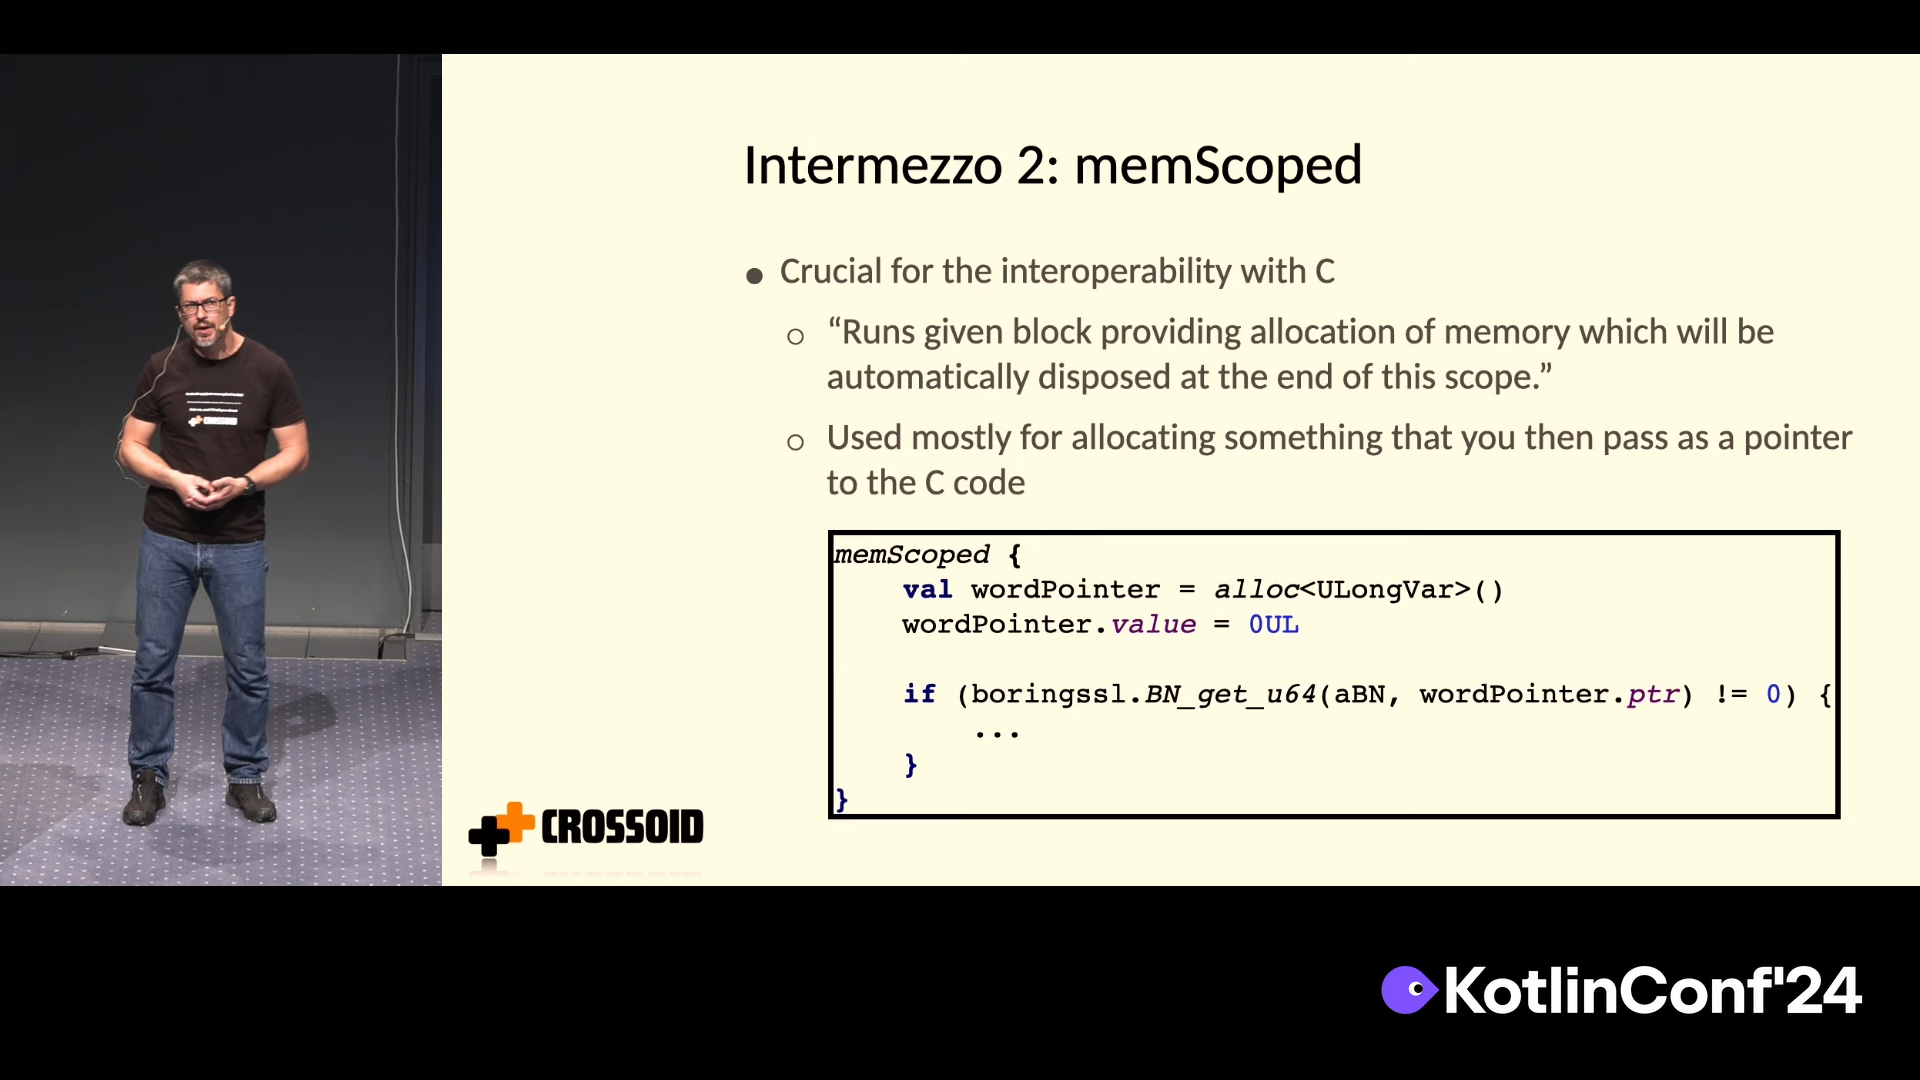 Intermezzo 2: memScoped
● Crucial for the interoperability with C
○ “Runs given block providing allocation of memory which will be
automatically disposed at the end of this scope.”
○ Used mostly for allocating something that you then pass as a pointer
to the C code
memScoped {
    val wordPointer = alloc<ULongVar>()
    wordPointer.value = 0UL

    if (boringssl.BN_get_u64(aBN, wordPointer.ptr) != 0) {
        ...
    }
}
CROSSOID
CROSSOID
KotlinConf'24